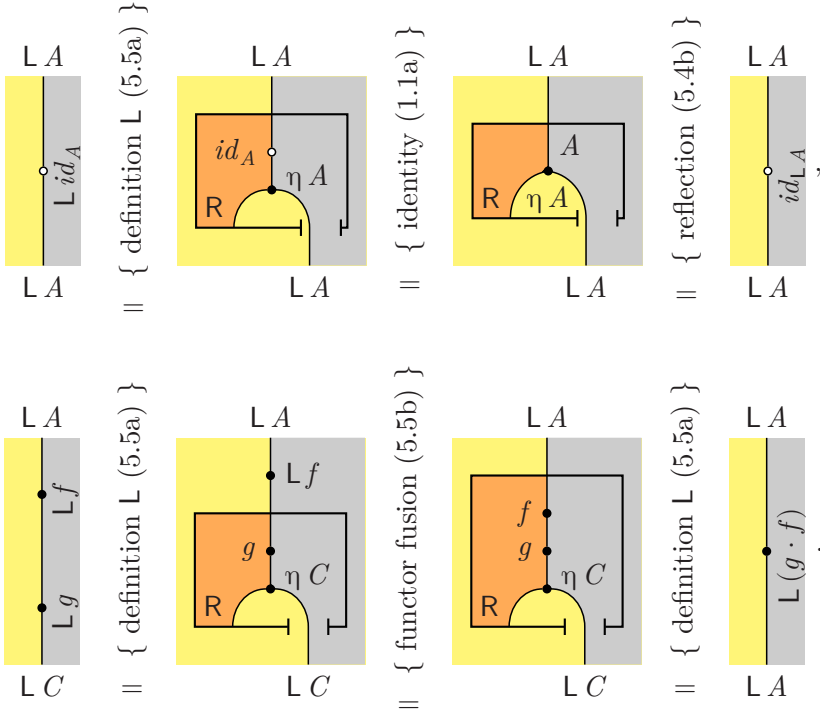 L A
L id_A
L A
= { definition L (5.5a) }
L A
id_A
η A
R
L A
= { identity (1.1a) }
L A
A
η A
R
L A
= { reflection (5.4b) }
L A
id_{L A}
L A
,
L A
L f
L g
L C
= { definition L (5.5a) }
L A
L f
g
η C
R
L C
= { functor fusion (5.5b) }
L A
f
g
η C
R
L C
= { definition L (5.5a) }
L A
L (g · f)
L A
.